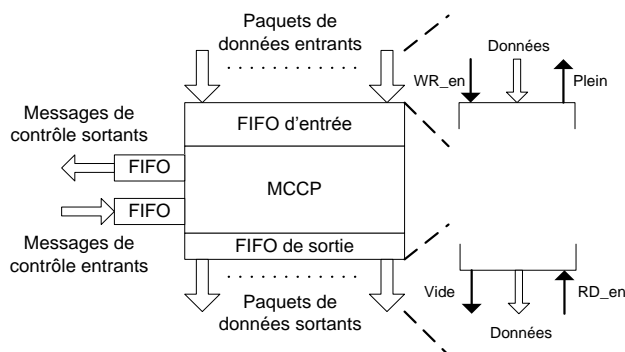 Paquets de
données entrants
Données
WR_en
Plein
Messages de
contrôle sortants
FIFO d'entrée
FIFO
MCCP
FIFO
Messages de
contrôle entrants
FIFO de sortie
Vide
RD_en
Paquets de
données sortants
Données